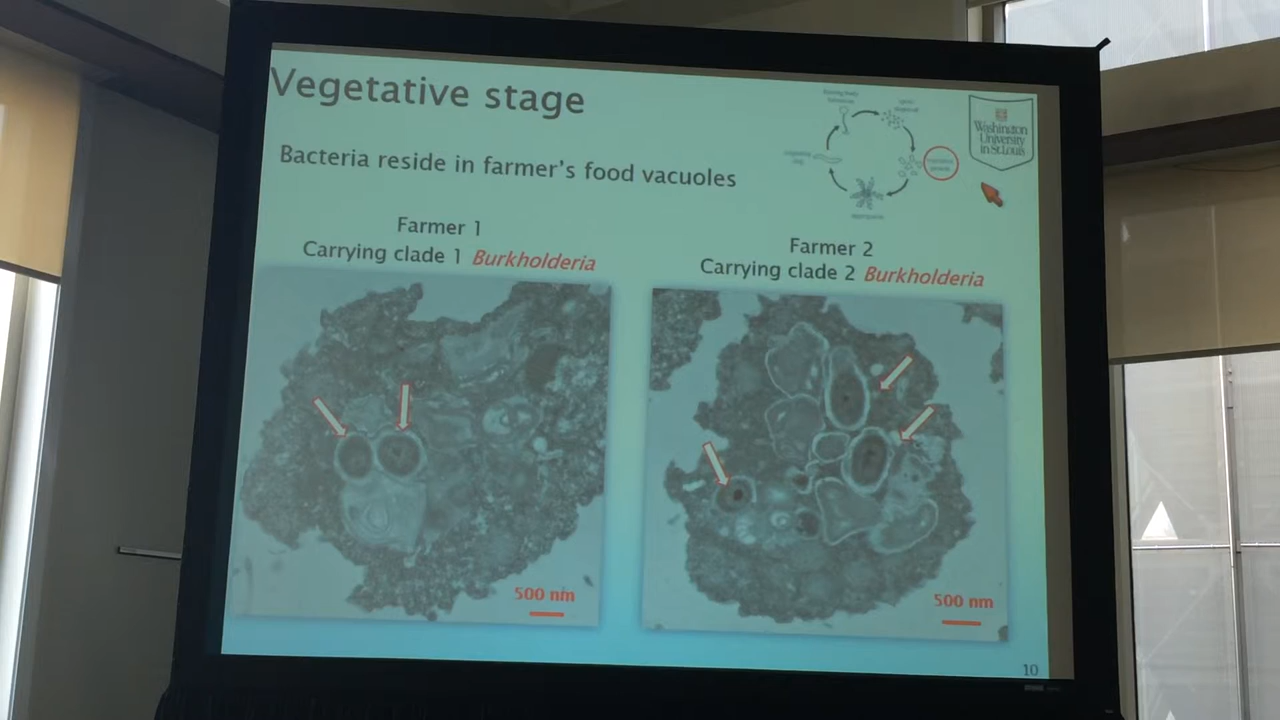 Vegetative stage
Washington
University
in St.Louis
Bacteria reside in farmer's food vacuoles
Farmer 1
Carrying clade 1 Burkholderia
Farmer 2
Carrying clade 2 Burkholderia
500 nm
500 nm
10